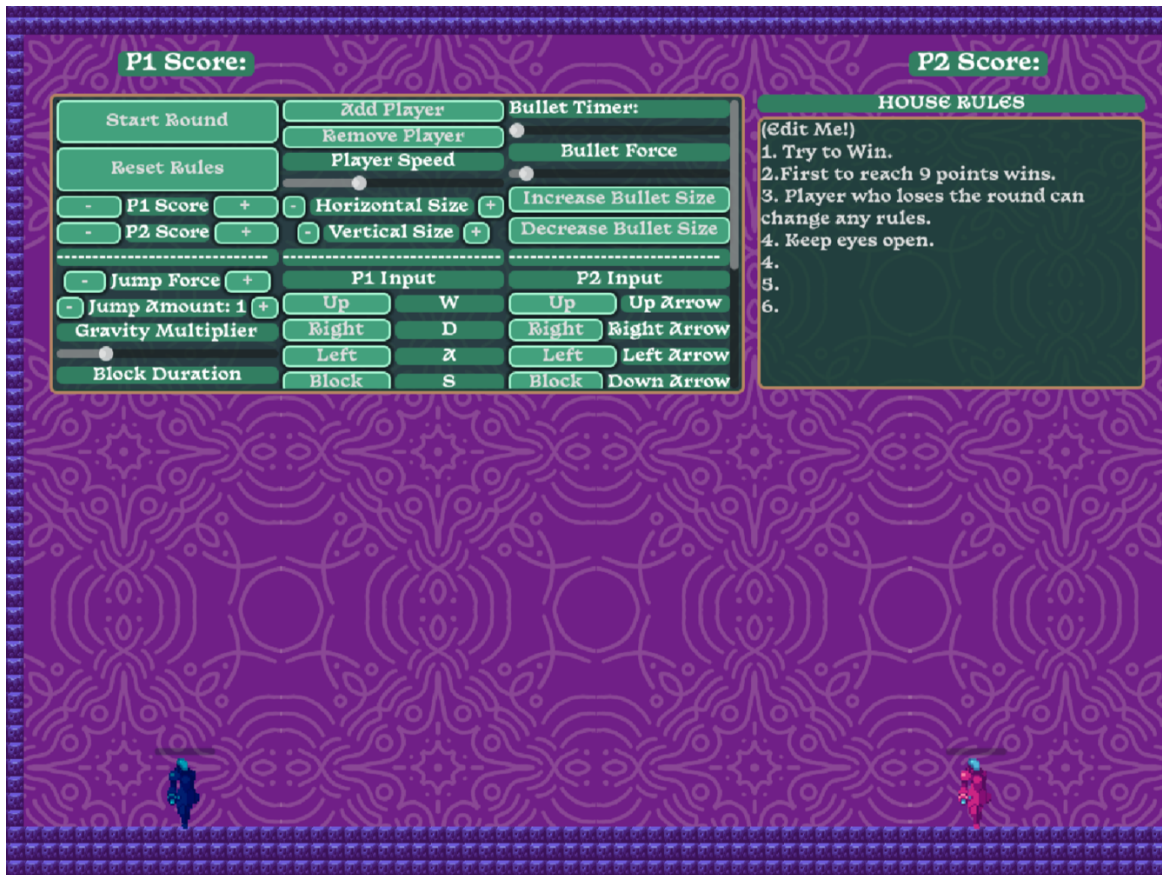 P1 Score:
P2 Score:
Start Round
Reset Rules
- P1 Score +
- P2 Score +
------------------------------
- Jump Force +
- Jump Amount: 1 +
Gravity Multiplier
Block Duration
Add Player
Remove Player
Player Speed
- Horizontal Size +
- Vertical Size +
------------------------------
P1 Input
Up W
Right D
Left A
Block S
Bullet Timer:
Bullet Force
Increase Bullet Size
Decrease Bullet Size
------------------------------
P2 Input
Up Up Arrow
Right Right Arrow
Left Left Arrow
Block Down Arrow
HOUSE RULES
(Edit Me!)
1. Try to Win.
2.First to reach 9 points wins.
3. Player who loses the round can
change any rules.
4. Keep eyes open.
4.
5.
6.